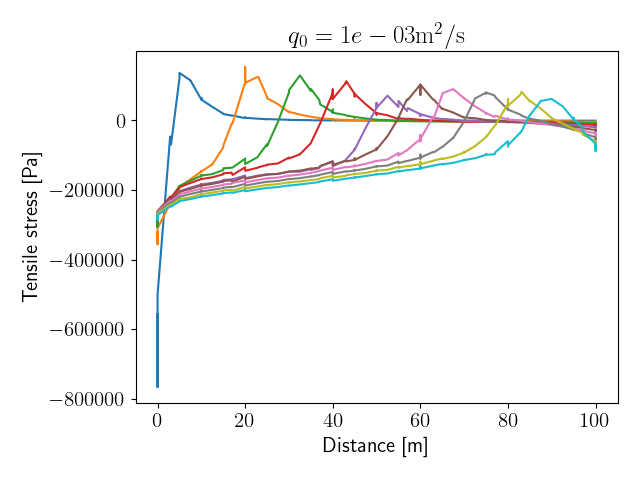 q₀ = 1e − 03m²/s
Tensile stress [Pa]
0
−200000
−400000
−600000
−800000
0 20 40 60 80 100
Distance [m]